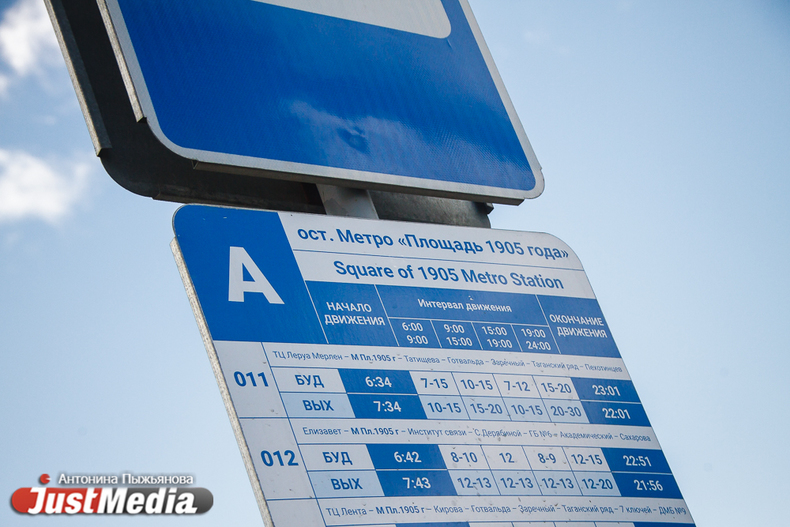 ост. Метро «Площадь 1905 года»
Square of 1905 Metro Station
А
НАЧАЛО ДВИЖЕНИЯ
Интервал движения
ОКОНЧАНИЕ ДВИЖЕНИЯ
6:00 9:00 15:00 19:00
9:00 15:00 19:00 24:00
ТЦ Леруа Мерлен – М Пл.1905 г – Татищева – Готвальда – Заречный – Таганский ряд – Пехотинцев
011
БУД 6:34 7-15 10-15 7-12 15-20 23:01
ВЫХ 7:34 10-15 15-20 10-15 20-30 22:01
Елизавет – М Пл.1905 г – Институт связи – С.Дерябиной – ГБ №6 – Академический – Сахарова
012
БУД 6:42 8-10 12 8-9 12-15 22:51
ВЫХ 7:43 12-13 12-13 12-13 12-20 21:56
ТЦ Лента – М Пл.1905 г – Кирова – Готвальда – Заречный – Таганский ряд – 7 ключей – ДМБ №9
Антонина Пыжьянова
JustMedia